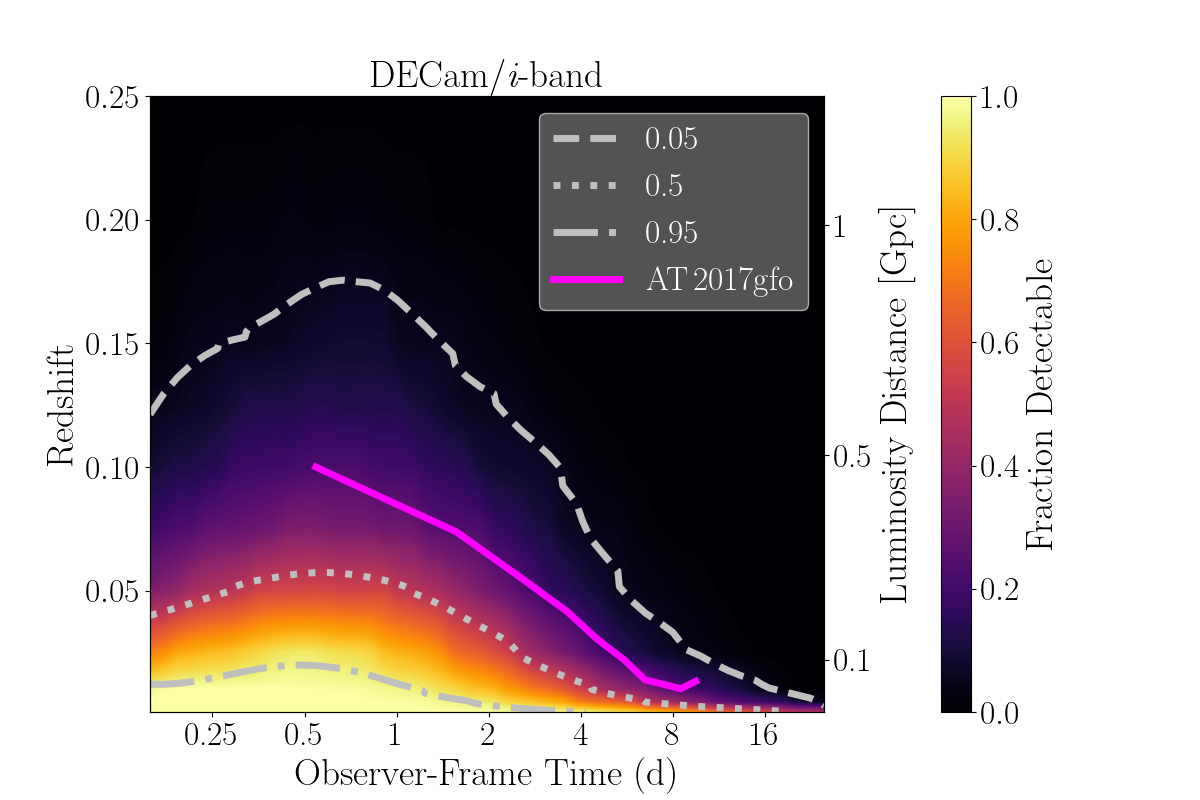 DECam/i-band
0.25
0.20
0.15
0.10
0.05
Redshift
0.05
0.5
0.95
AT 2017gfo
1
0.5
0.1
Luminosity Distance [Gpc]
1.0
0.8
0.6
0.4
0.2
0.0
Fraction Detectable
0.25 0.5 1 2 4 8 16
Observer-Frame Time (d)